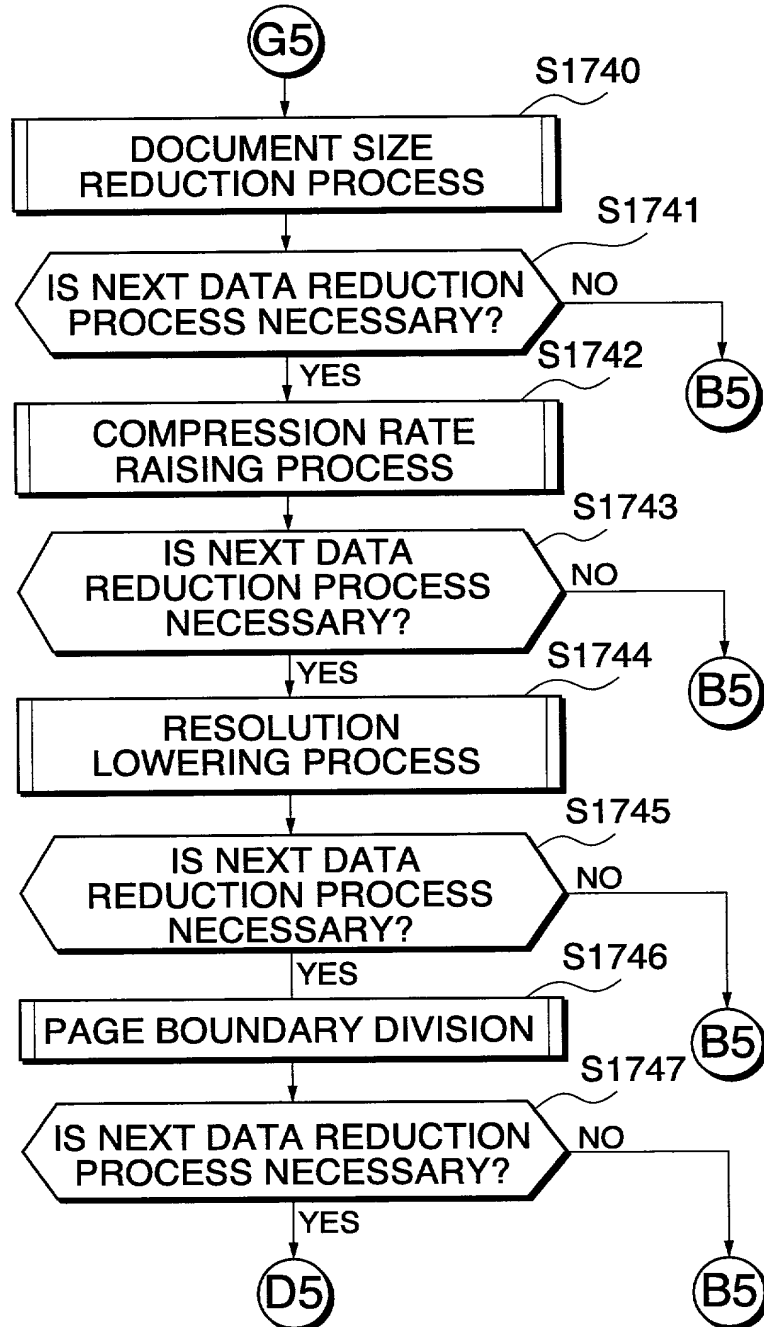 G5
S1740
DOCUMENT SIZE
REDUCTION PROCESS
S1741
IS NEXT DATA REDUCTION
PROCESS NECESSARY?
NO
YES
B5
S1742
COMPRESSION RATE
RAISING PROCESS
S1743
IS NEXT DATA
REDUCTION PROCESS
NECESSARY?
NO
YES
B5
S1744
RESOLUTION
LOWERING PROCESS
S1745
IS NEXT DATA
REDUCTION PROCESS
NECESSARY?
NO
YES
B5
S1746
PAGE BOUNDARY DIVISION
S1747
IS NEXT DATA REDUCTION
PROCESS NECESSARY?
NO
YES
D5
B5